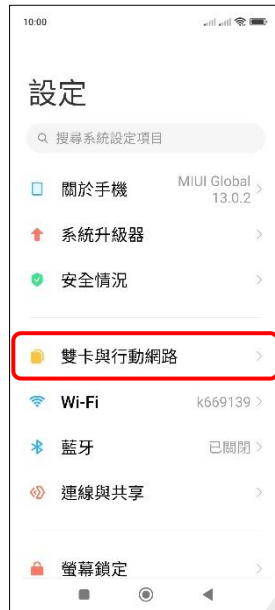 10:00
設定
搜尋系統設定項目
關於手機 MIUI Global 13.0.2
系統升級器
安全情況
雙卡與行動網路
Wi-Fi k669139
藍牙 已關閉
連線與共享
螢幕鎖定